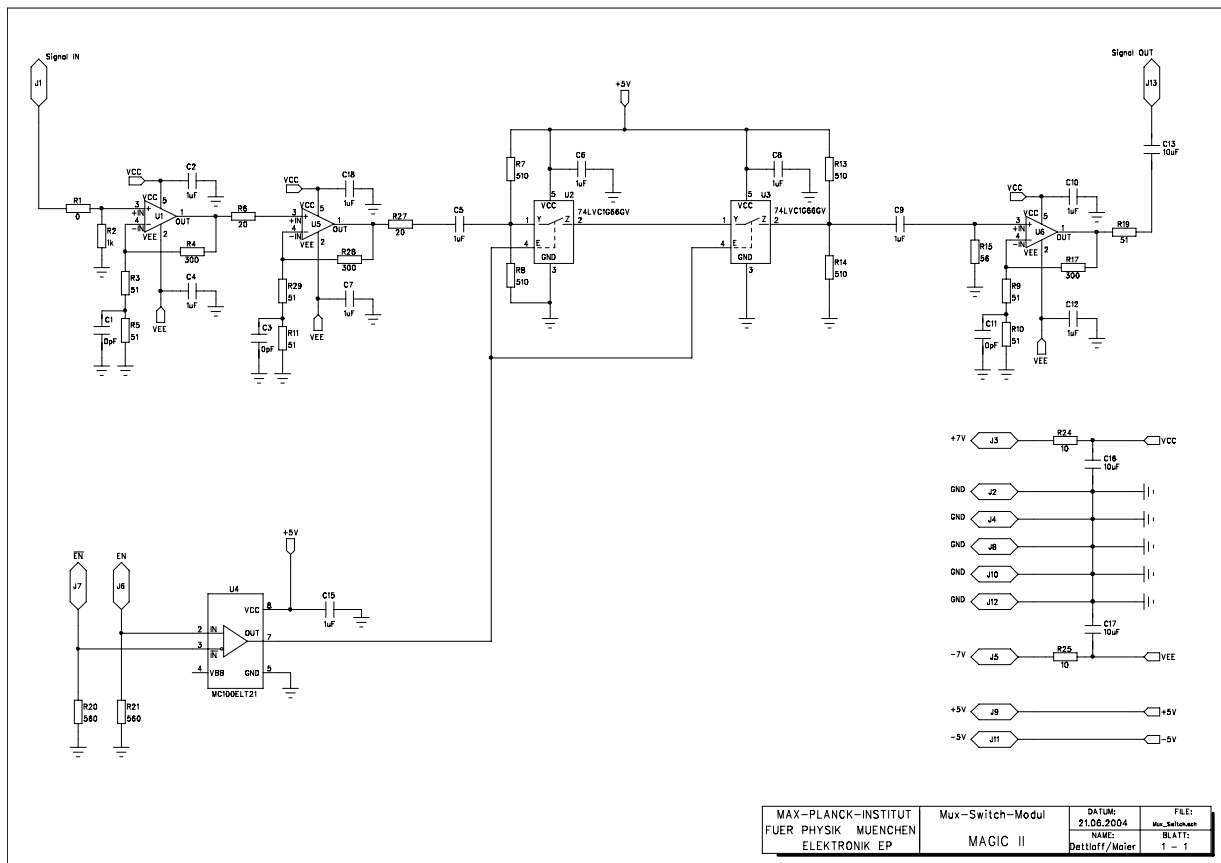 Signal IN
J1
Signal OUT
J13
+5V
C13
10uF
VCC
C2
1uF
VCC
C18
1uF
R7
510
C6
1uF
C8
1uF
R13
510
VCC
C10
1uF
R1
0
R2
1k
3
+IN
4
-IN
VCC
5
U1
1
OUT
VEE
2
R4
300
R6
20
3
+IN
4
-IN
VCC
5
U5
1
OUT
VEE
2
R28
300
R27
20
C5
1uF
U2
74LVC1G66GV
5
VCC
1
Y
Z
2
4
E
GND
3
U3
74LVC1G66GV
5
VCC
1
Y
Z
2
4
E
GND
3
C9
1uF
R15
56
3
+IN
4
-IN
VCC
5
U6
1
OUT
VEE
2
R17
300
R19
51
R3
51
C4
1uF
VEE
C1
0pF
R5
51
R29
51
C7
1uF
VEE
C3
0pF
R11
51
R8
510
R14
510
R9
51
C12
1uF
VEE
C11
0pF
R10
51
+7V
J3
R24
10
VCC
C16
10uF
GND
J2
GND
J4
GND
J8
GND
J10
GND
J12
C17
10uF
-7V
J5
R25
10
VEE
+5V
J9
+5V
-5V
J11
-5V
+5V
EN
J7
EN
J6
U4
VCC
8
C15
1uF
2
IN
OUT
7
3
IN
4
VBB
GND
5
MC100ELT21
R20
560
R21
560
MAX-PLANCK-INSTITUT
FUER PHYSIK MUENCHEN
ELEKTRONIK EP
Mux-Switch-Modul
MAGIC II
DATUM:
21.06.2004
NAME:
Dettlaff/Maier
FILE:
Mux_Switch.sch
BLATT:
1 - 1